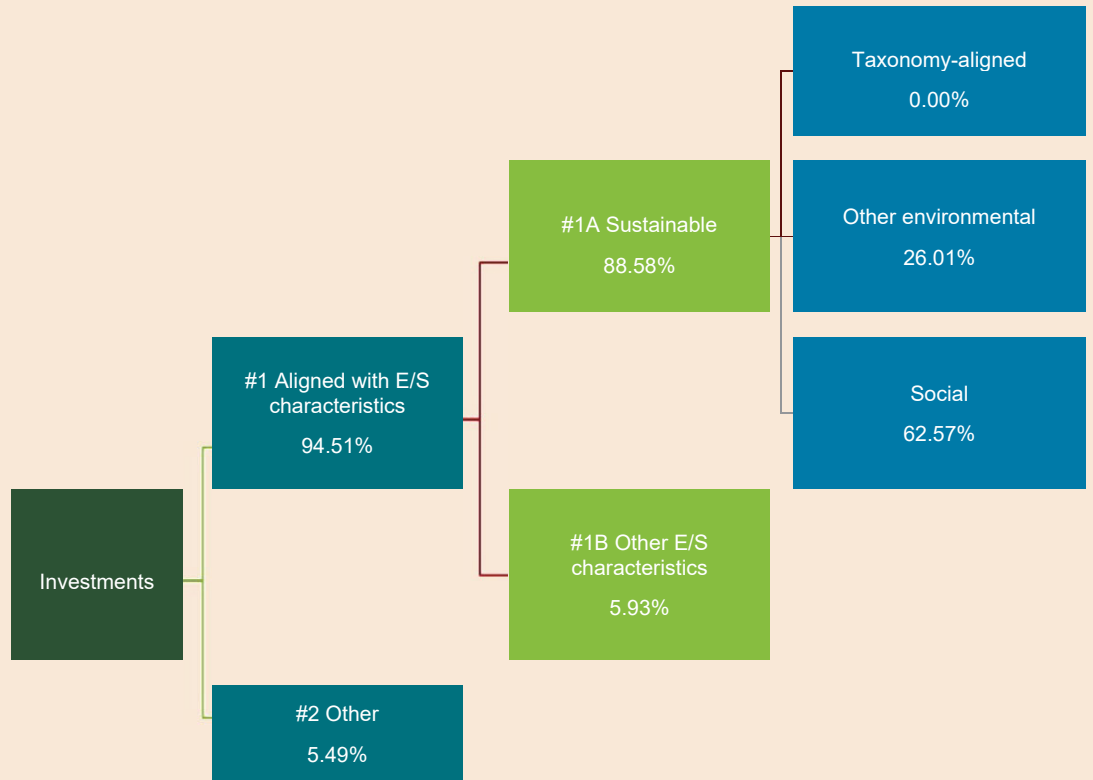 Taxonomy-aligned
0.00%
#1A Sustainable
88.58%
Other environmental
26.01%
#1 Aligned with E/S
characteristics
94.51%
Social
62.57%
Investments
#1B Other E/S
characteristics
5.93%
#2 Other
5.49%